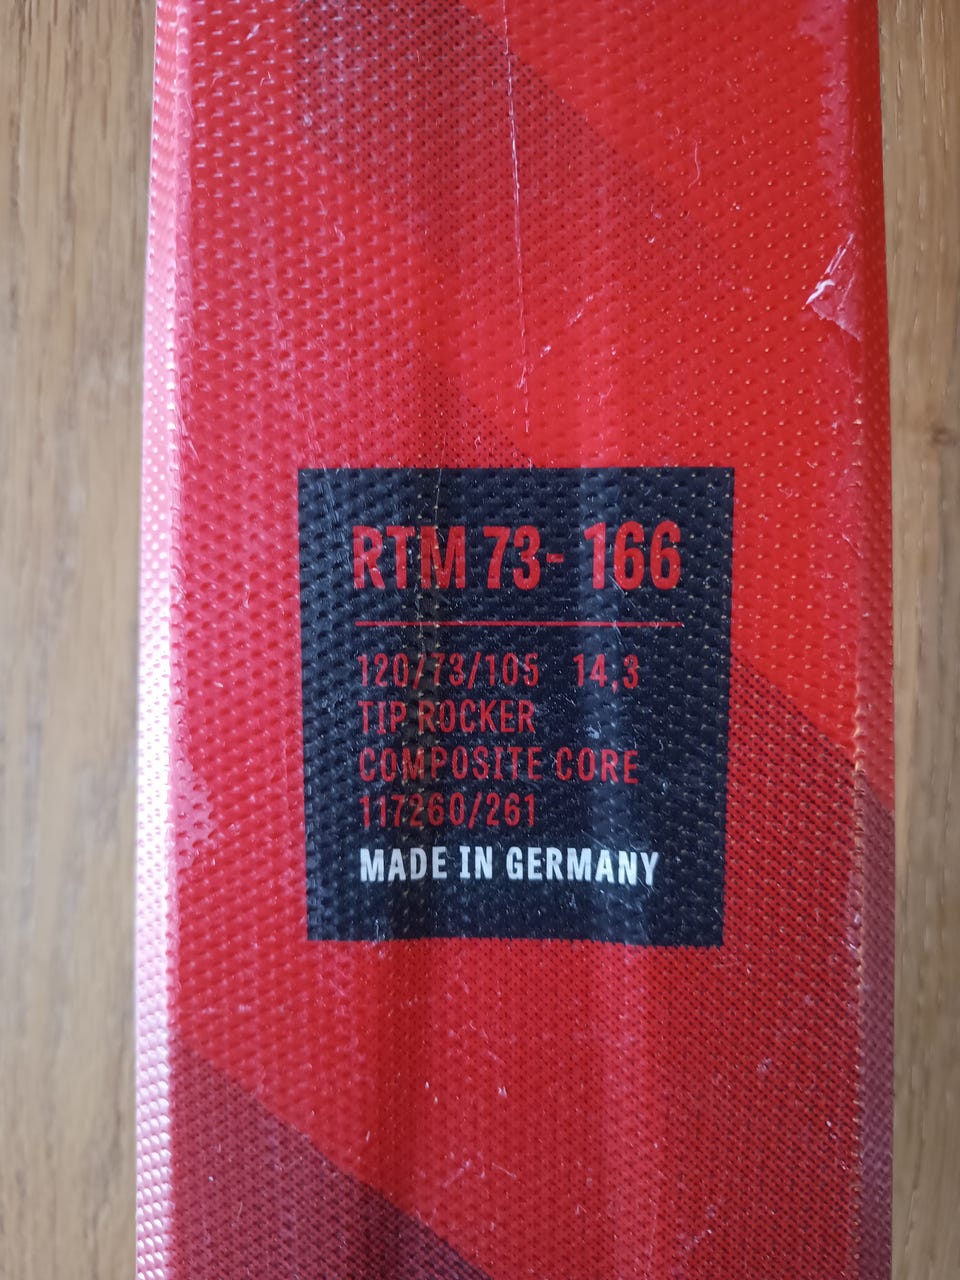 RTM 73- 166
120/73/105 14,3
TIP ROCKER
COMPOSITE CORE
117260/261
MADE IN GERMANY